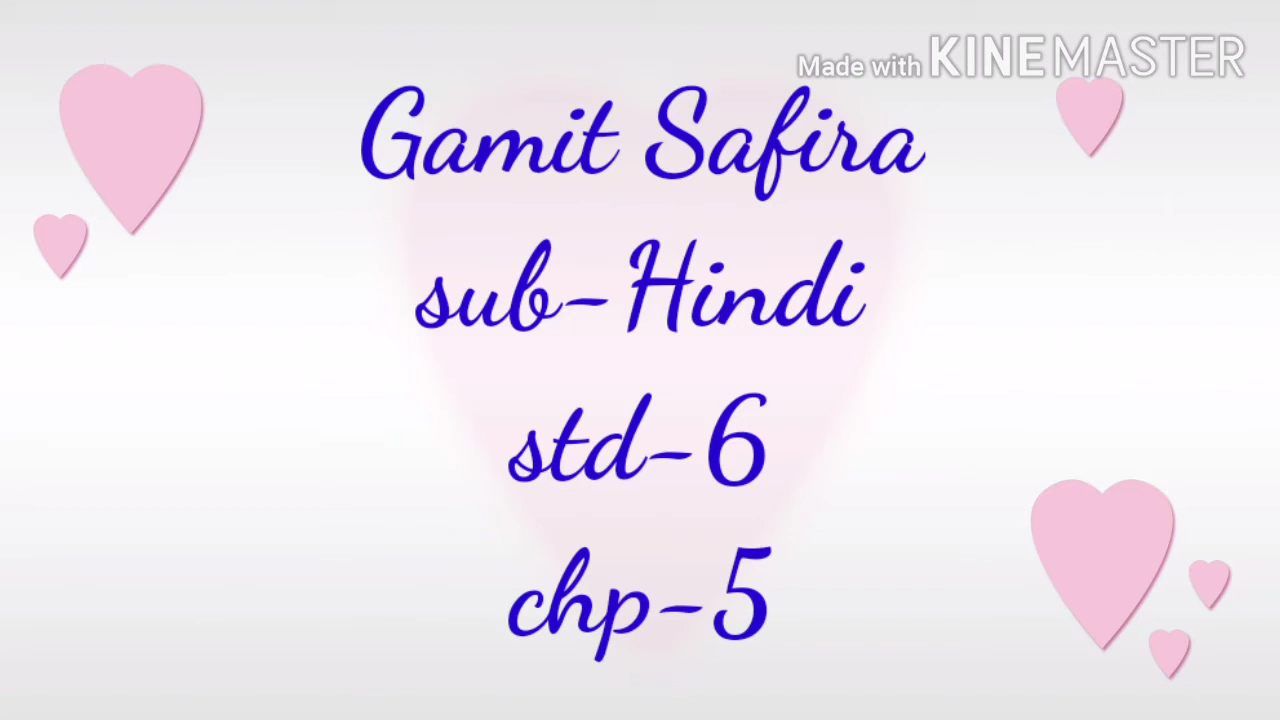 Made with KINEMASTER
Gamit Safira
sub-Hindi
std-6
chp-5